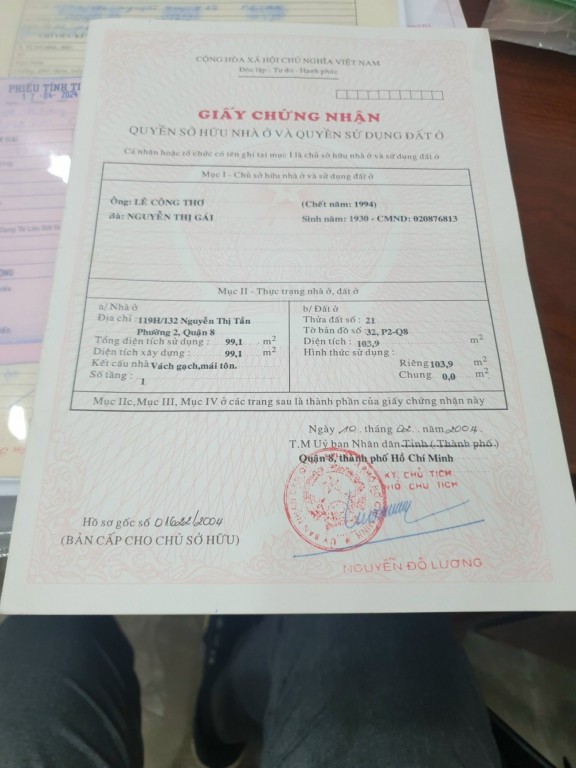 PHIẾU TÍNH T
17-04-2024
CỘNG HÒA XÃ HỘI CHỦ NGHĨA VIỆT NAM
Độc lập - Tự do - Hạnh phúc
GIẤY CHỨNG NHẬN
QUYỀN SỞ HỮU NHÀ Ở VÀ QUYỀN SỬ DỤNG ĐẤT Ở
Cá nhân hoặc tổ chức có tên ghi tại mục I là chủ sở hữu nhà ở và sử dụng đất ở
Mục I - Chủ sở hữu nhà ở và sử dụng đất ở
Ông: LÊ CÔNG THƠ (Chết năm: 1994)
Bà: NGUYỄN THỊ GÁI Sinh năm: 1930 - CMND: 020876813
Mục II - Thực trạng nhà ở, đất ở
a/ Nhà ở
Địa chỉ : 119H/132 Nguyễn Thị Tần
Phường 2, Quận 8
Tổng diện tích sử dụng : 99,1 m²
Diện tích xây dựng : 99,1 m²
Kết cấu nhà : Vách gạch, mái tôn.
Số tầng : 1
b/ Đất ở
Thửa đất số : 21
Tờ bản đồ số : 32, P2-Q8
Diện tích : 103,9 m²
Hình thức sử dụng :
Riêng 103,9 m²
Chung 0,0 m²
Mục IIc, Mục III, Mục IV ở các trang sau là thành phần của giấy chứng nhận này
Ngày 10 tháng 02 năm 2004
T.M Uỷ ban Nhân dân Tỉnh ( Thành phố )
Quận 8, thành phố Hồ Chí Minh
KT. CHỦ TỊCH
PHÓ CHỦ TỊCH
Hồ sơ gốc số 01622/2004
(BẢN CẤP CHO CHỦ SỞ HỮU)
NGUYỄN ĐÔ LƯƠNG